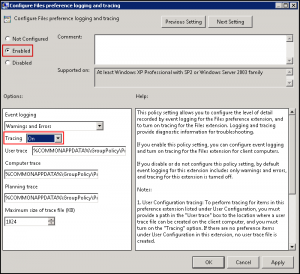 Configure Files preference logging and tracing
Configure Files preference logging and tracing
Previous Setting
Next Setting
Not Configured
Enabled
Disabled
Comment:
Supported on:
At least Windows XP Professional with SP2 or Windows Server 2003 family
Options:
Help:
Event logging
Warnings and Errors
Tracing
On
User trace
%COMMONAPPDATA%\GroupPolicy\P
Computer trace
%COMMONAPPDATA%\GroupPolicy\P
Planning trace
%COMMONAPPDATA%\GroupPolicy\P
Maximum size of trace file (KB)
1024
This policy setting allows you to configure the level of detail
recorded by event logging for the Files preference extension, and
to turn on tracing for the Files extension. Logging and tracing
provide diagnostic information for troubleshooting.
If you enable this policy setting, you can configure event logging
and turn on tracing for the Files extension for client computers.
If you disable or do not configure this policy setting, by default
event logging for this extension includes only warnings and errors,
and tracing for this extension is turned off.
Notes:
1. User Configuration tracing: To perform tracing for items in this
preference extension listed under User Configuration, you must
provide a path in the "User trace" box to the location where a user
trace file can be created on the client computer, and you must
turn on the "Tracing" option. If there are no preference items
under User Configuration in this extension, no user trace file is
created.
OK
Cancel
Apply